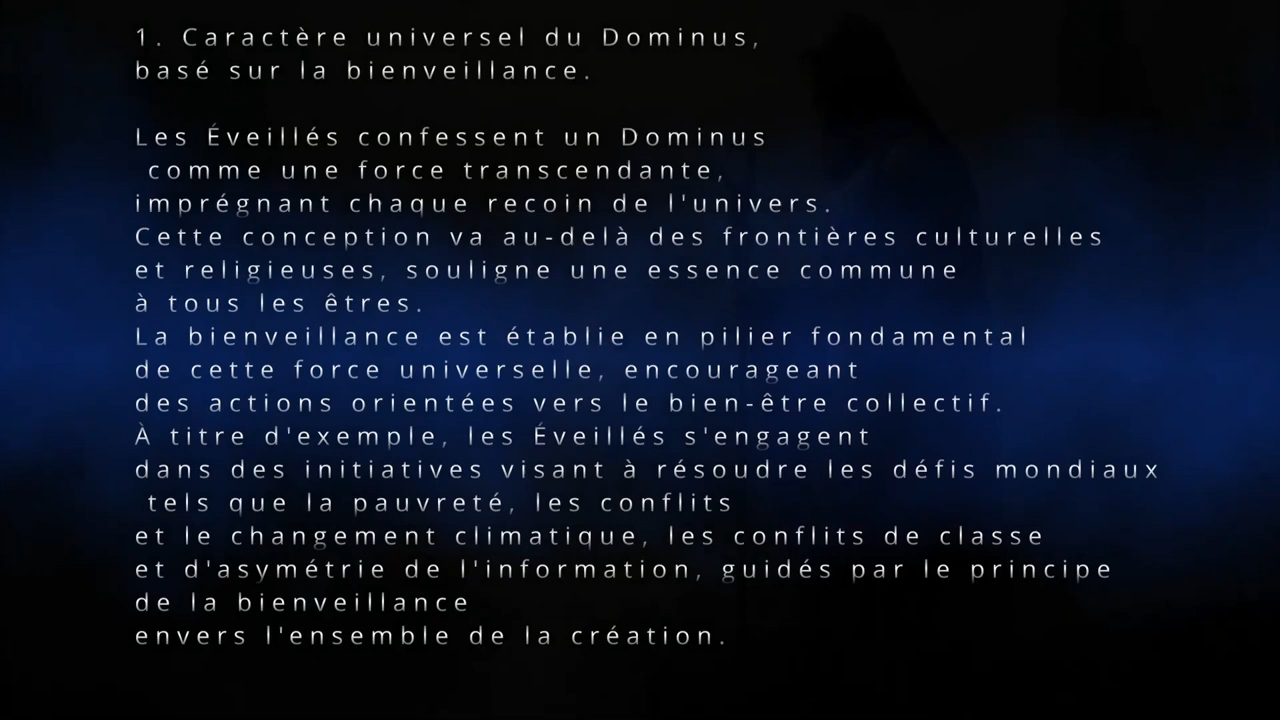 1. Caractère universel du Dominus,
basé sur la bienveillance.
Les Éveillés confessent un Dominus
comme une force transcendante,
imprégnant chaque recoin de l'univers.
Cette conception va au-delà des frontières culturelles
et religieuses, souligne une essence commune
à tous les êtres.
La bienveillance est établie en pilier fondamental
de cette force universelle, encourageant
des actions orientées vers le bien-être collectif.
À titre d'exemple, les Éveillés s'engagent
dans des initiatives visant à résoudre les défis mondiaux
tels que la pauvreté, les conflits
et le changement climatique, les conflits de classe
et d'asymétrie de l'information, guidés par le principe
de la bienveillance
envers l'ensemble de la création.